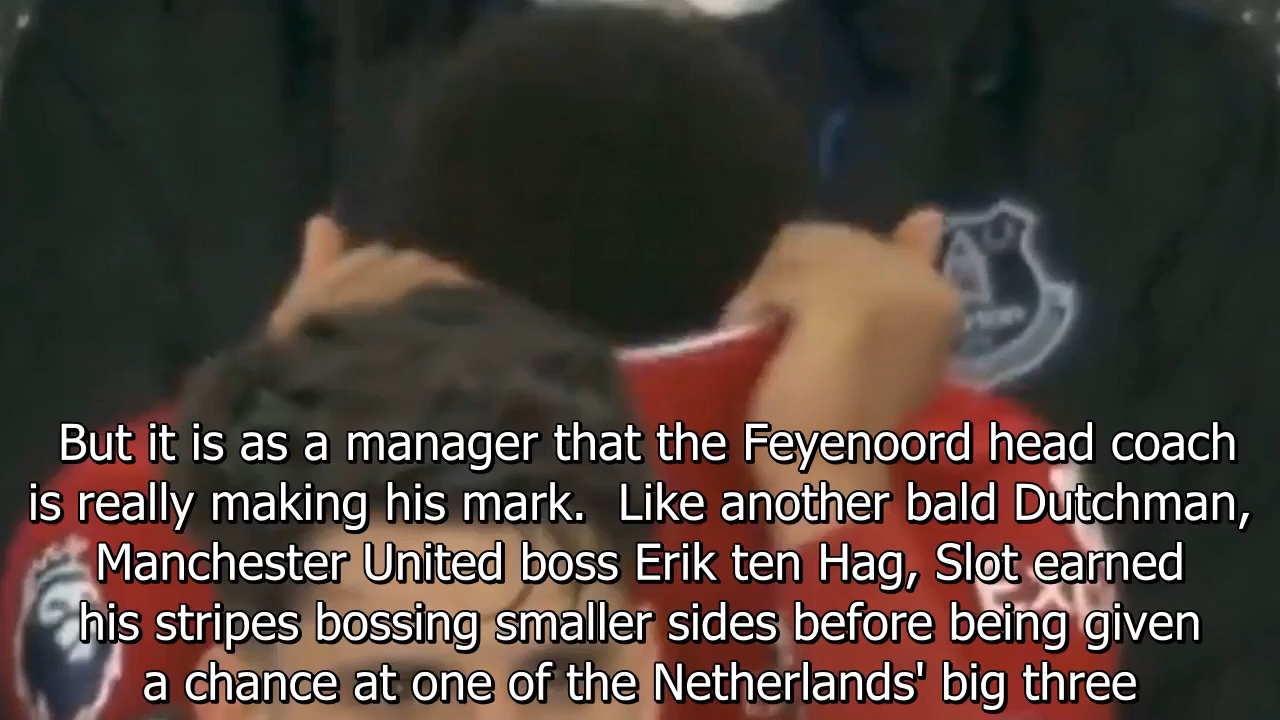 But it is as a manager that the Feyenoord head coach
is really making his mark. Like another bald Dutchman,
Manchester United boss Erik ten Hag, Slot earned
his stripes bossing smaller sides before being given
a chance at one of the Netherlands' big three